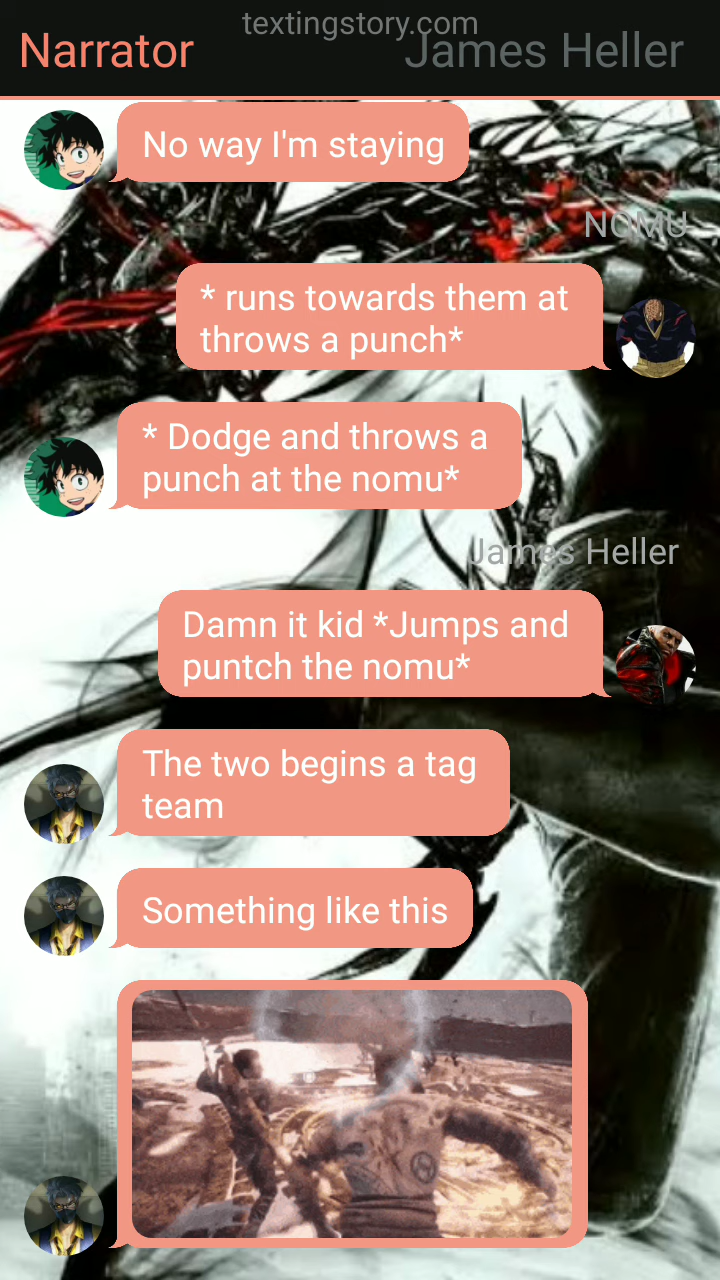 textingstory.com
Narrator
James Heller
No way I'm staying
NOMU
* runs towards them at
throws a punch*
* Dodge and throws a
punch at the nomu*
James Heller
Damn it kid *Jumps and
puntch the nomu*
The two begins a tag
team
Something like this